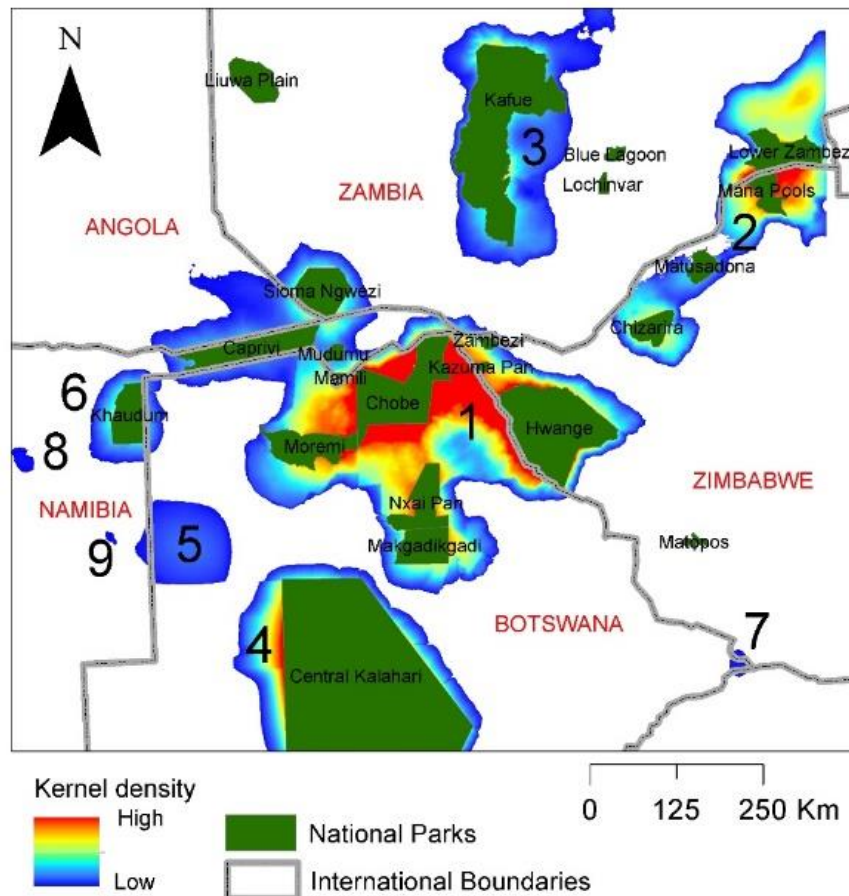 N
Liuwa Plain
Kafue
3
Blue Lagoon
Lochinvar
Lower Zambezi
Mana Pools
ZAMBIA
ANGOLA
2
Matusadona
Sioma Ngwezi
Chizarira
Caprivi
Mudumu
Mamili
Zambezi
Kazuma Pan
6
Khaudum
Chobe
1
Hwange
8
Moremi
ZIMBABWE
NAMIBIA
Nxai Pan
9
5
Makgadikgadi
Matopos
BOTSWANA
7
4
Central Kalahari
Kernel density
High
Low
National Parks
International Boundaries
0 125 250 Km